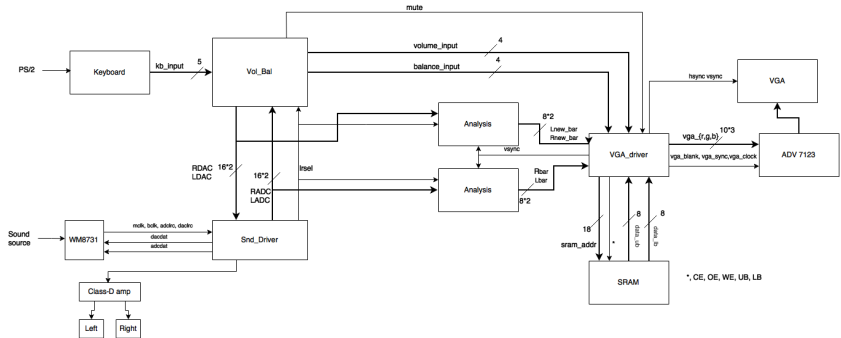 mute
volume_input
4
hsync vsync
PS/2
Keyboard
kb_input
5
Vol_Bal
balance_input
4
VGA
Analysis
8*2
Lnew_bar
Rnew_bar
vga_{r,g,b}
10*3
vsync
VGA_driver
ADV 7123
RDAC
LDAC
16*2
16*2
RADC
LADC
lrsel
Analysis
Rbar
Lbar
8*2
vga_blank, vga_sync,vga_clock
18
sram_addr
*
8
data_ub
8
data_lb
Sound
source
WM8731
mclk, bclk, adclrc, daclrc
dacdat
adcdat
Snd_Driver
SRAM
*, CE, OE, WE, UB, LB
Class-D amp
Left
Right